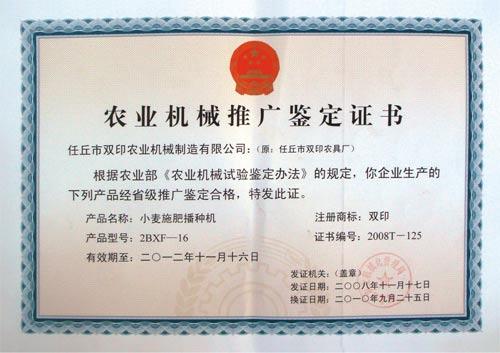 农业机械推广鉴定证书
任丘市双印农业机械制造有限公司：（原：任丘市双印农具厂）
根据农业部《农业机械试验鉴定办法》的规定，你企业生产的
下列产品经省级推广鉴定合格，特发此证。
产品名称：小麦施肥播种机 注册商标：双印
产品型号：2BXF—16 证书编号：2008T—125
有效期至：二〇一二年十一月十六日
发证机关：（盖章）
发证日期：二〇〇八年十一月十七日
换证日期：二〇一〇年九月二十五日